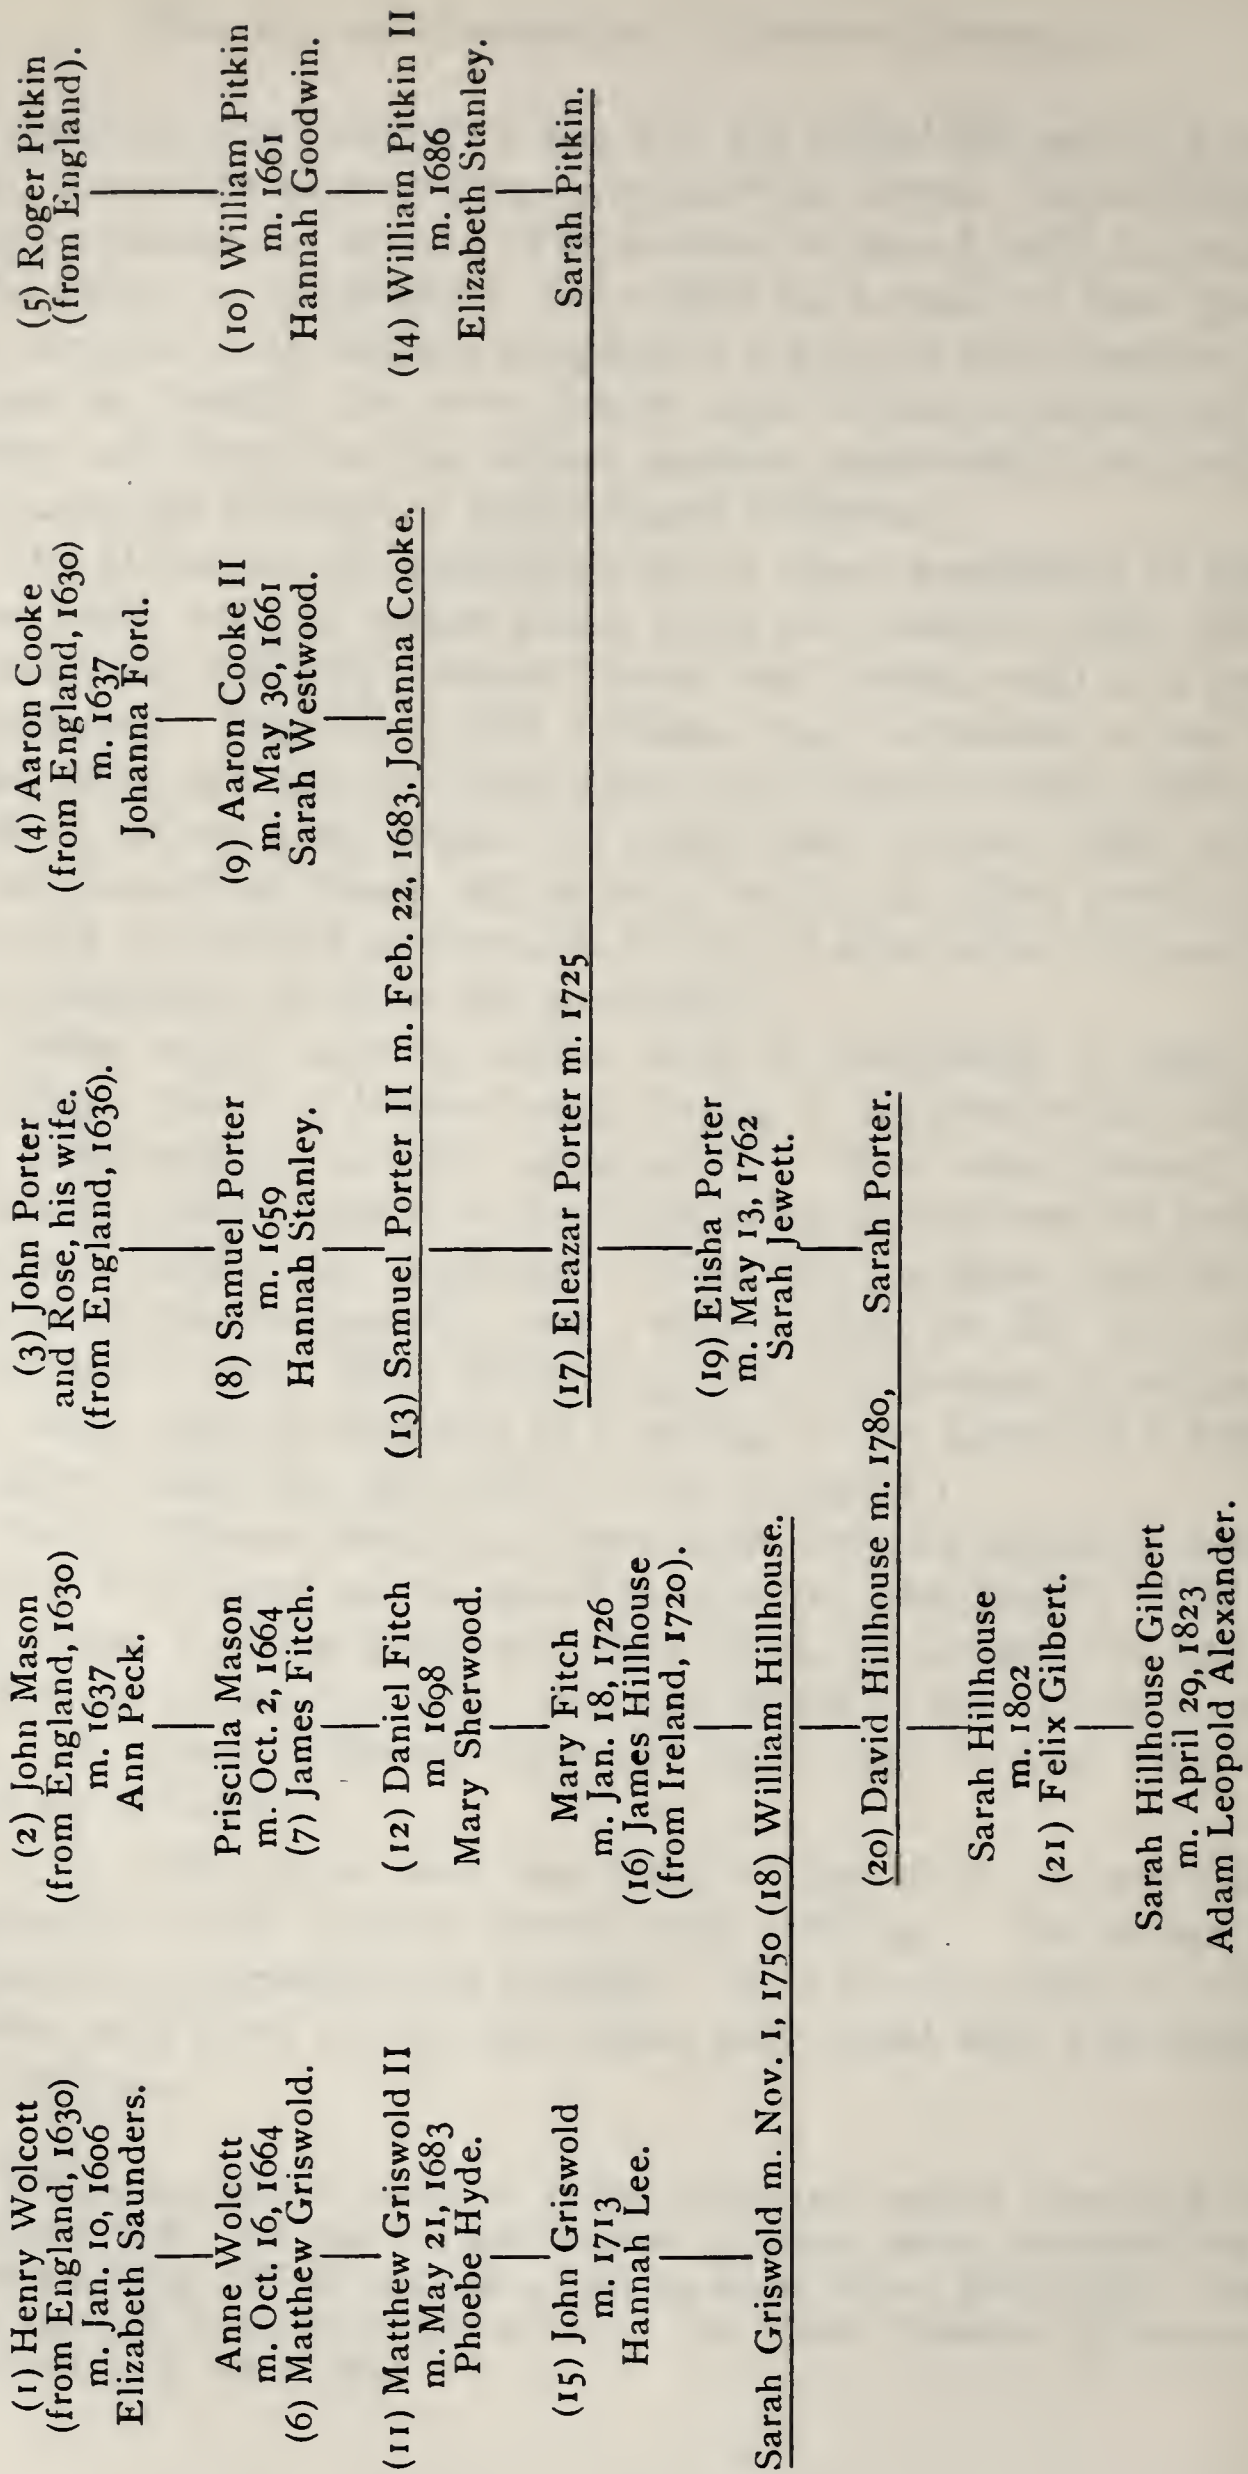 (1) Henry Wolcott
(from England, 1630)
m. Jan. 10, 1606
Elizabeth Saunders.
(2) John Mason
(from England, 1630)
m. 1637
Ann Peck.
(3) John Porter
and Rose, his wife.
(from England, 1636).
(4) Aaron Cooke
(from England, 1630)
m. 1637
Johanna Ford.
(5) Roger Pitkin
(from England).
Anne Wolcott
m. Oct. 16, 1664
(6) Matthew Griswold.
Priscilla Mason
m. Oct. 2, 1664
(7) James Fitch.
(8) Samuel Porter
m. 1659
Hannah Stanley.
(9) Aaron Cooke II
m. May 30, 1661
Sarah Westwood.
(10) William Pitkin
m. 1661
Hannah Goodwin.
(11) Matthew Griswold II
m. May 21, 1683
Phoebe Hyde.
(12) Daniel Fitch
m 1698
Mary Sherwood.
(13) Samuel Porter II m. Feb. 22, 1683, Johanna Cooke.
(14) William Pitkin II
m. 1686
Elizabeth Stanley.
(15) John Griswold
m. 1713
Hannah Lee.
Mary Fitch
m. Jan. 18, 1726
(16) James Hillhouse
(from Ireland, 1720).
(17) Eleazar Porter m. 1725
Sarah Pitkin.
Sarah Griswold m. Nov. 1, 1750 (18) William Hillhouse.
(19) Elisha Porter
m. May 13, 1762
Sarah Jewett.
(20) David Hillhouse m. 1780, Sarah Porter.
Sarah Hillhouse
m. 1802
(21) Felix Gilbert.
Sarah Hillhouse Gilbert
m. April 29, 1823
Adam Leopold Alexander.